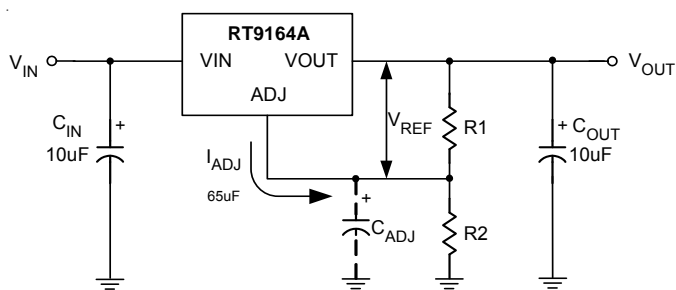 RT9164A
VIN VOUT
ADJ
V_IN
V_OUT
C_IN
+
10uF
I_ADJ
65uF
V_REF
R1
+ C_OUT
10uF
+
C_ADJ
R2